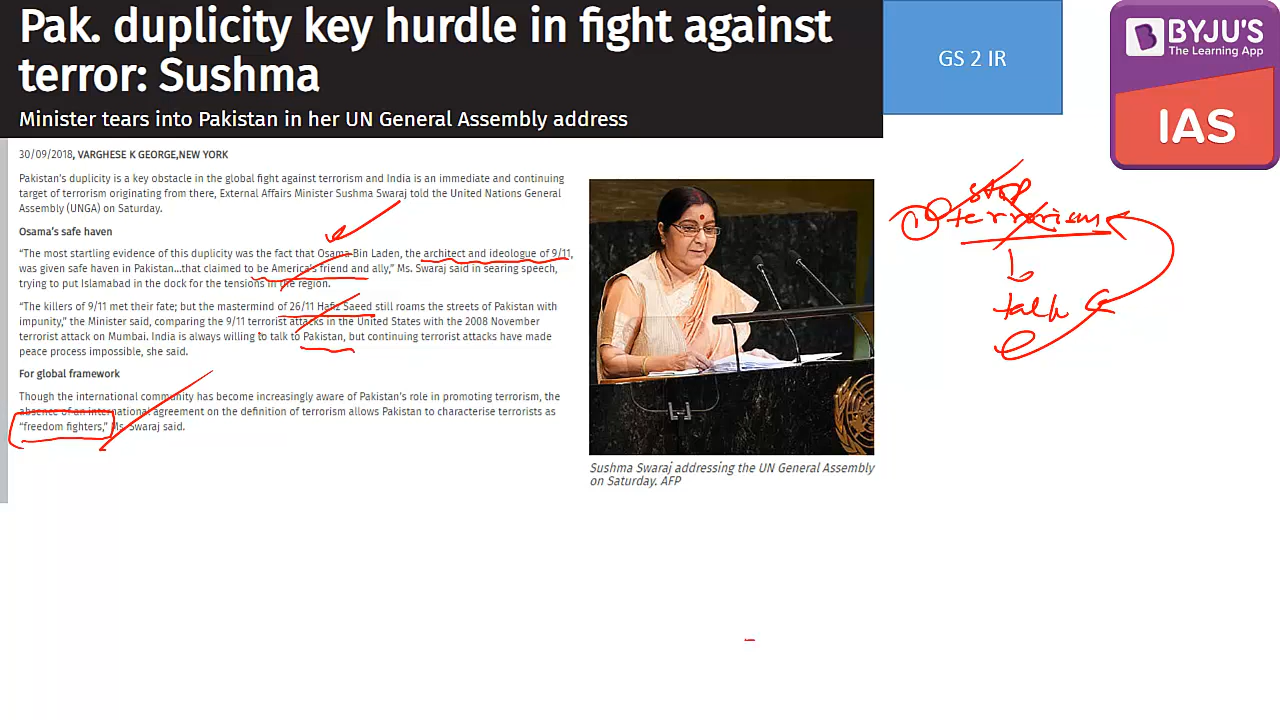 Pak. duplicity key hurdle in fight against
terror: Sushma
Minister tears into Pakistan in her UN General Assembly address
GS 2 IR
BYJU'S
The Learning App
IAS
30/09/2018, VARGHESE K GEORGE,NEW YORK
Pakistan's duplicity is a key obstacle in the global fight against terrorism and India is an immediate and continuing
target of terrorism originating from there, External Affairs Minister Sushma Swaraj told the United Nations General
Assembly (UNGA) on Saturday.
Osama's safe haven
“The most startling evidence of this duplicity was the fact that Osama Bin Laden, the architect and ideologue of 9/11,
was given safe haven in Pakistan...that claimed to be America's friend and ally,” Ms. Swaraj said in searing speech,
trying to put Islamabad in the dock for the tensions in the region.
“The killers of 9/11 met their fate; but the mastermind of 26/11 Hafiz Saeed still roams the streets of Pakistan with
impunity,” the Minister said, comparing the 9/11 terrorist attacks in the United States with the 2008 November
terrorist attack on Mumbai. India is always willing to talk to Pakistan, but continuing terrorist attacks have made
peace process impossible, she said.
For global framework
Though the international community has become increasingly aware of Pakistan's role in promoting terrorism, the
absence of an international agreement on the definition of terrorism allows Pakistan to characterise terrorists as
“freedom fighters,” Ms. Swaraj said.
Sushma Swaraj addressing the UN General Assembly
on Saturday. AFP
stop
① terrorism
talk